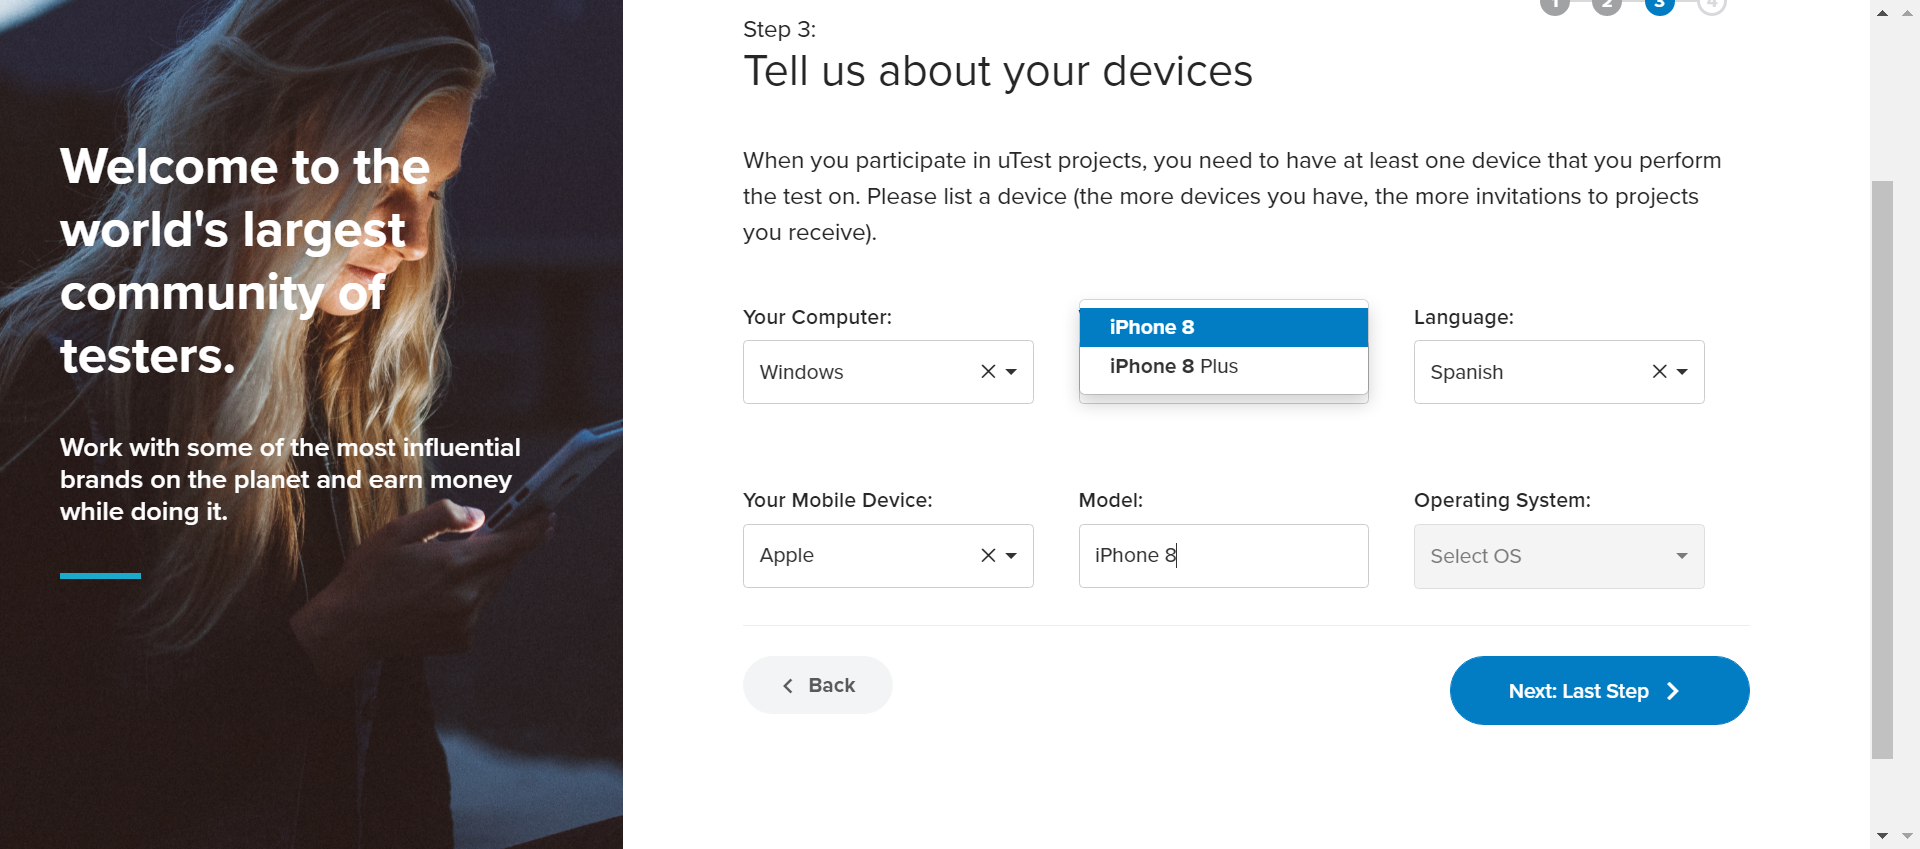 Welcome to the
world's largest
community of
testers.
Work with some of the most influential
brands on the planet and earn money
while doing it.
1 2 3 4
Step 3:
Tell us about your devices
When you participate in uTest projects, you need to have at least one device that you perform
the test on. Please list a device (the more devices you have, the more invitations to projects
you receive).
Your Computer:
Windows
iPhone 8
iPhone 8 Plus
Language:
Spanish
Your Mobile Device:
Apple
Model:
iPhone 8
Operating System:
Select OS
Back
Next: Last Step